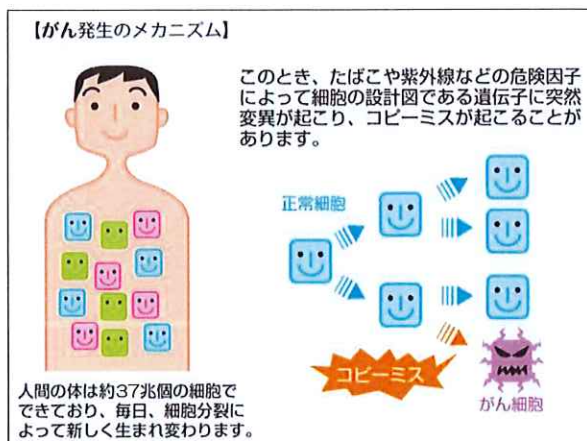 【がん発生のメカニズム】
このとき、たばこや紫外線などの危険因子
によって細胞の設計図である遺伝子に突然
変異が起こり、コピーミスが起こることが
あります。
正常細胞
コピーミス
がん細胞
人間の体は約37兆個の細胞で
できており、毎日、細胞分裂に
よって新しく生まれ変わります。